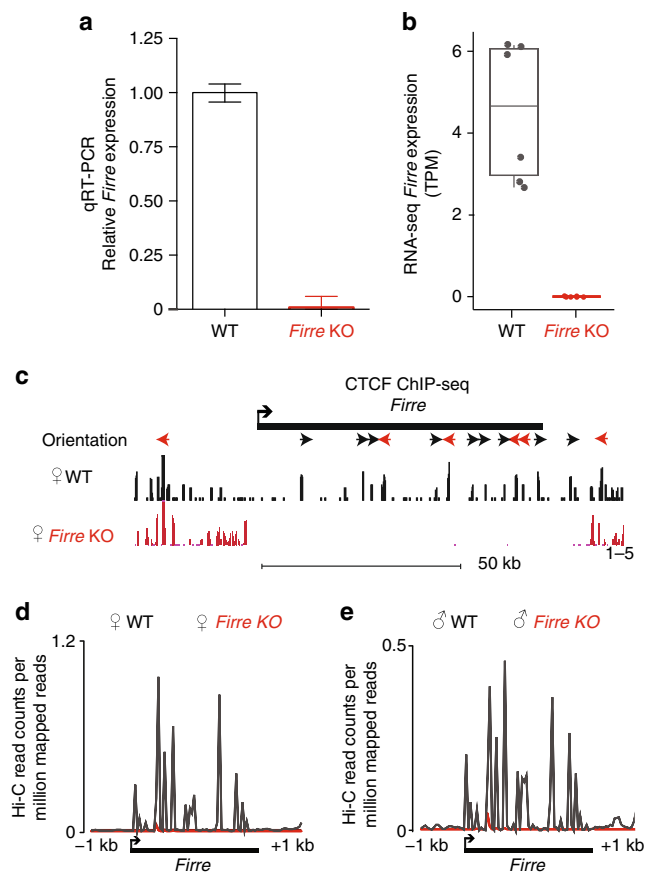 a
1.25
1.00
0.75
0.50
0.25
0
qRT-PCR
Relative Firre expression
WT
Firre KO
b
6
4
2
0
RNA-seq Firre expression
(TPM)
WT
Firre KO
c
CTCF ChIP-seq
Firre
Orientation
♀ WT
♀ Firre KO
1–5
50 kb
d
♀ WT
♀ Firre KO
1.2
0
Hi-C read counts per
million mapped reads
−1 kb
+1 kb
Firre
e
♂ WT
♂ Firre KO
0.5
0
Hi-C read counts per
million mapped reads
−1 kb
+1 kb
Firre